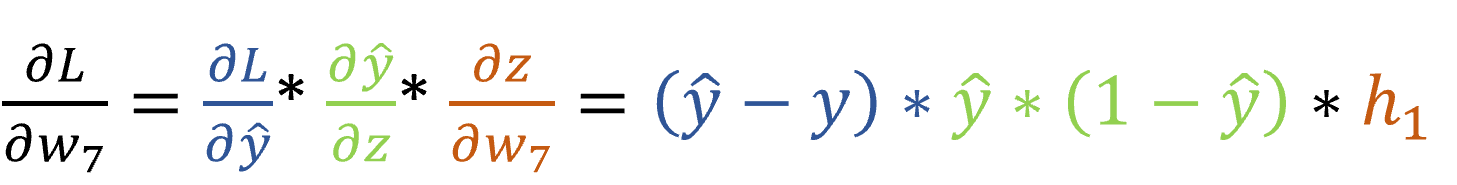 ∂L/∂w₇ = ∂L/∂ŷ * ∂ŷ/∂z * ∂z/∂w₇ = (ŷ − y) * ŷ * (1 − ŷ) * h₁